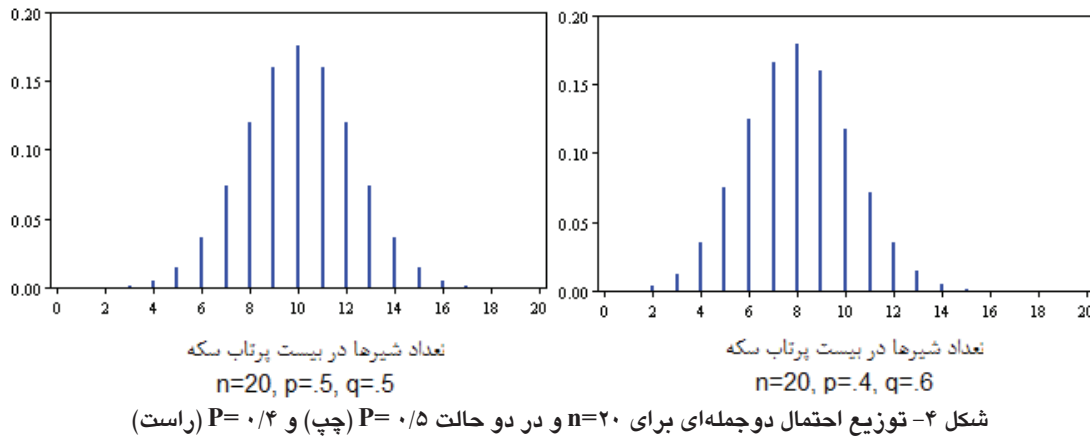 0.20
0.15
0.10
0.05
0.00
0 2 4 6 8 10 12 14 16 18 20
تعداد شیرها در بیست پرتاب سکه
n=20, p=.5, q=.5
0.20
0.15
0.10
0.05
0.00
0 2 4 6 8 10 12 14 16 18 20
تعداد شیرها در بیست پرتاب سکه
n=20, p=.4, q=.6
شکل ۴- توزیع احتمال دوجمله‌ای برای n=۲۰ و در دو حالت P= ۰/۵ (چپ) و P= ۰/۴ (راست)